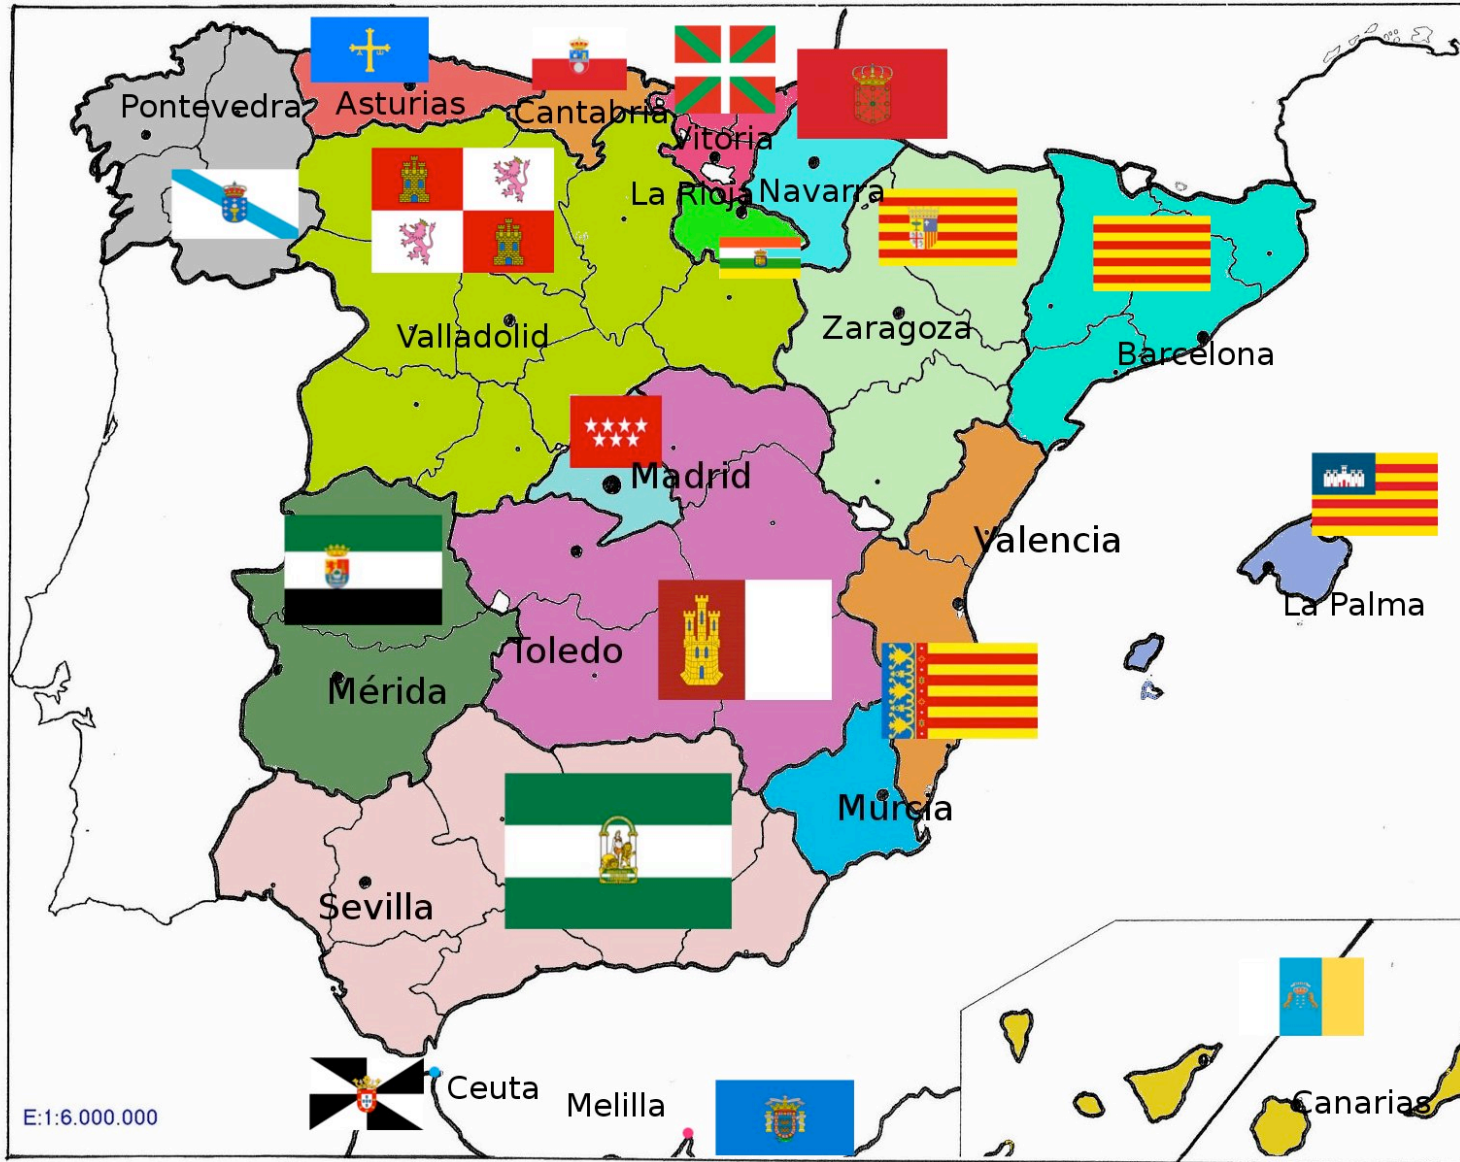 Pontevedra
Asturias
Cantabria
Vitoria
La Rioja
Navarra
Valladolid
Zaragoza
Barcelona
Madrid
Valencia
La Palma
Toledo
Mérida
Murcia
Sevilla
Ceuta
Melilla
Canarias
E:1:6.000.000